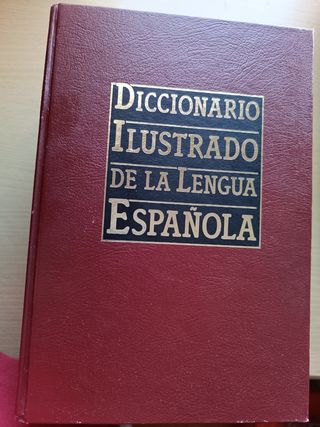 DICCIONARIO
ILUSTRADO
DE LA LENGUA
ESPAÑOLA